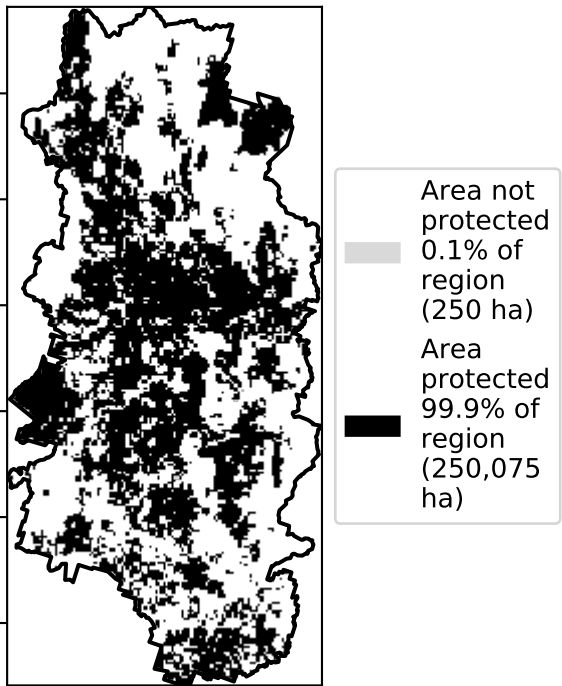 Area not
protected
0.1% of
region
(250 ha)
Area
protected
99.9% of
region
(250,075
ha)